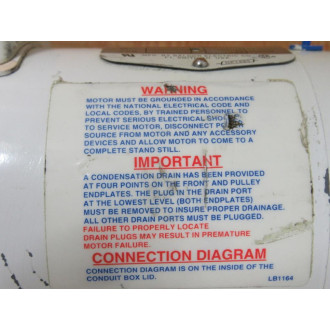 WARNING
MOTOR MUST BE GROUNDED IN ACCORDANCE
WITH THE NATIONAL ELECTRICAL CODE AND
LOCAL CODES, BY TRAINED PERSONNEL TO
PREVENT SERIOUS ELECTRICAL SHOCK
TO SERVICE MOTOR, DISCONNECT
SOURCE FROM MOTOR AND ANY ACCESSORY
DEVICES AND ALLOW MOTOR TO COME TO A
COMPLETE STAND STILL.
IMPORTANT
A CONDENSATION DRAIN HAS BEEN PROVIDED
AT FOUR POINTS ON THE FRONT AND PULLEY
ENDPLATES. THE PLUG IN THE DRAIN PORT
AT THE LOWEST LEVEL (BOTH ENDPLATES)
MUST BE REMOVED TO INSURE PROPER DRAINAGE.
ALL OTHER DRAIN PORTS MUST BE PLUGGED.
FAILURE TO PROPERLY LOCATE
DRAIN PLUGS MAY RESULT IN PREMATURE
MOTOR FAILURE.
CONNECTION DIAGRAM
CONNECTION DIAGRAM IS ON THE INSIDE OF THE
CONDUIT BOX LID.
LB1164